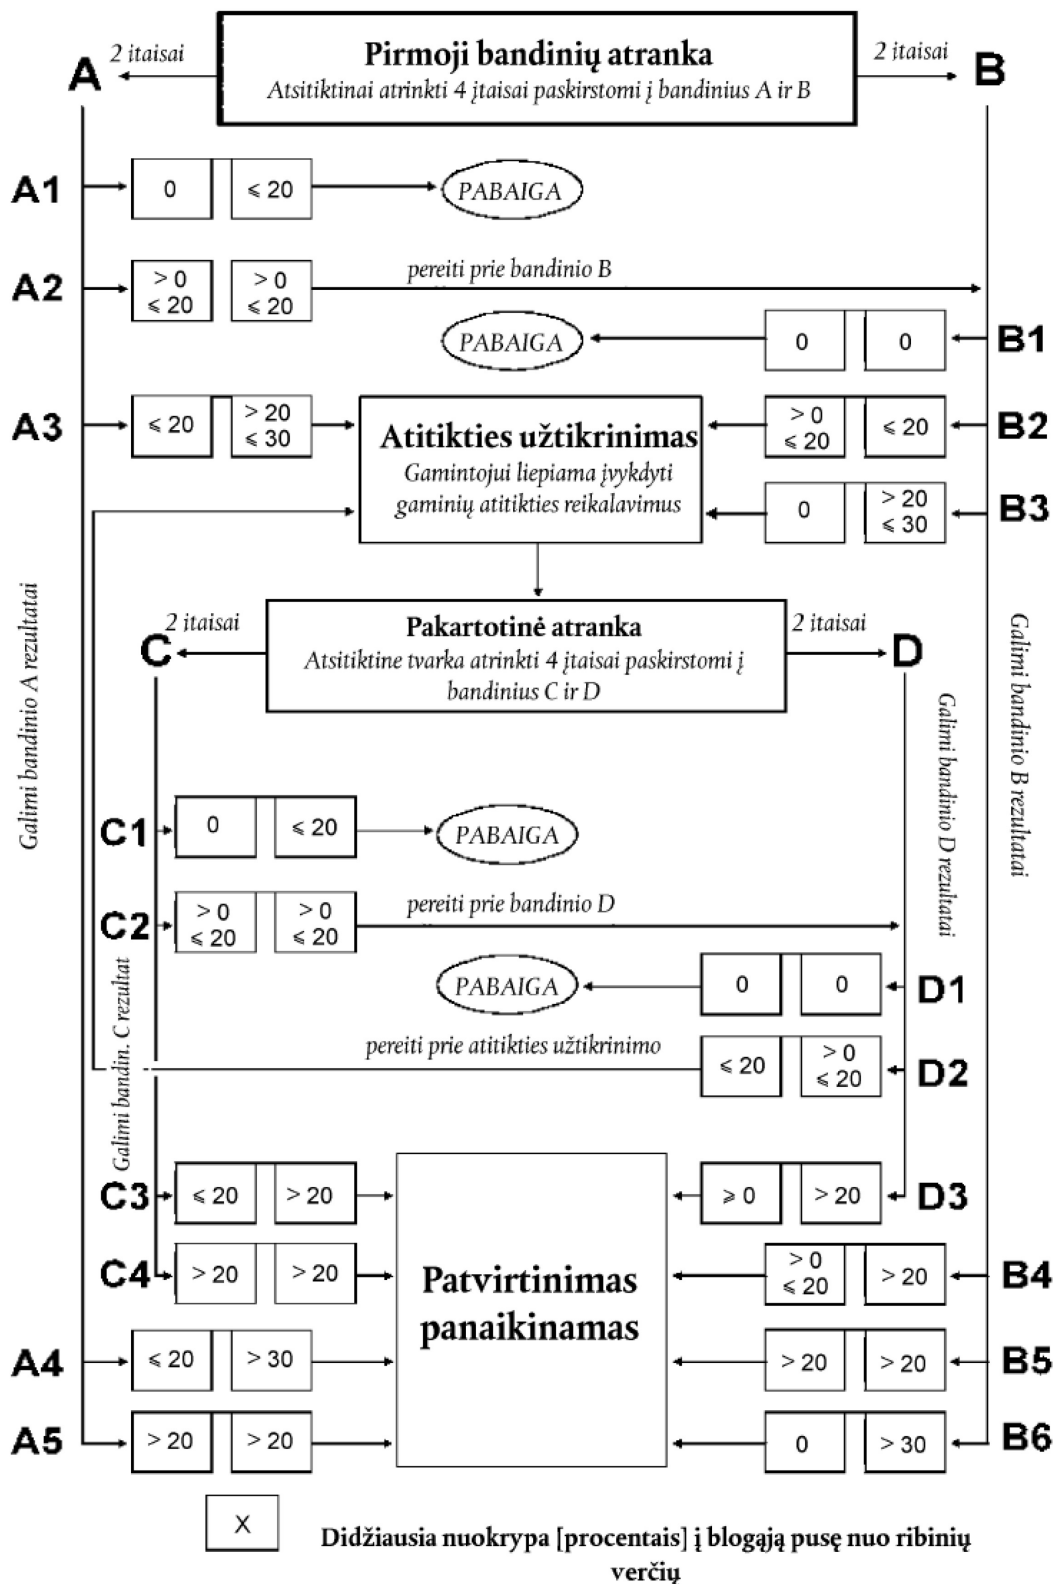 Pirmoji bandinių atranka
Atsitiktinai atrinkti 4 įtaisai paskirstomi į bandinius A ir B
A
2 įtaisai
2 įtaisai
B
A1
0
≤ 20
PABAIGA
A2
> 0
≤ 20
> 0
≤ 20
pereiti prie bandinio B
PABAIGA
0
0
B1
A3
≤ 20
> 20
≤ 30
Atitikties užtikrinimas
Gamintojui liepiama įvykdyti
gaminių atitikties reikalavimus
> 0
≤ 20
≤ 20
B2
0
> 20
≤ 30
B3
Galimi bandinio A rezultatai
C
2 įtaisai
Pakartotinė atranka
Atsitiktine tvarka atrinkti 4 įtaisai paskirstomi į
bandinius C ir D
2 įtaisai
D
Galimi bandinio D rezultatai
Galimi bandinio B rezultatai
C1
0
≤ 20
PABAIGA
C2
> 0
≤ 20
> 0
≤ 20
pereiti prie bandinio D
Galimi bandin. C rezultat
PABAIGA
0
0
D1
pereiti prie atitikties užtikrinimo
≤ 20
> 0
≤ 20
D2
C3
≤ 20
> 20
Patvirtinimas
panaikinamas
≥ 0
> 20
D3
C4
> 20
> 20
> 0
≤ 20
> 20
B4
A4
≤ 20
> 30
> 20
> 20
B5
A5
> 20
> 20
0
> 30
B6
X
Didžiausia nuokrypa [procentais] į blogąją pusę nuo ribinių
verčių